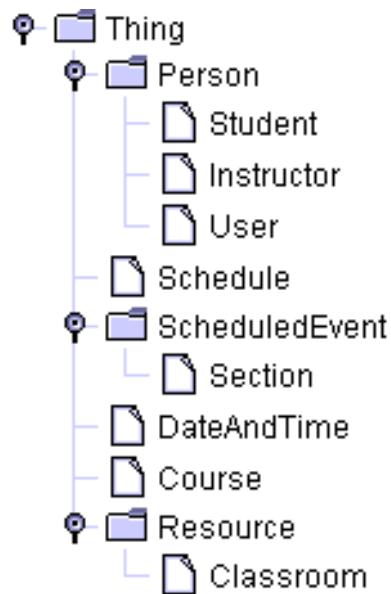 Thing
Person
Student
Instructor
User
Schedule
ScheduledEvent
Section
DateAndTime
Course
Resource
Classroom